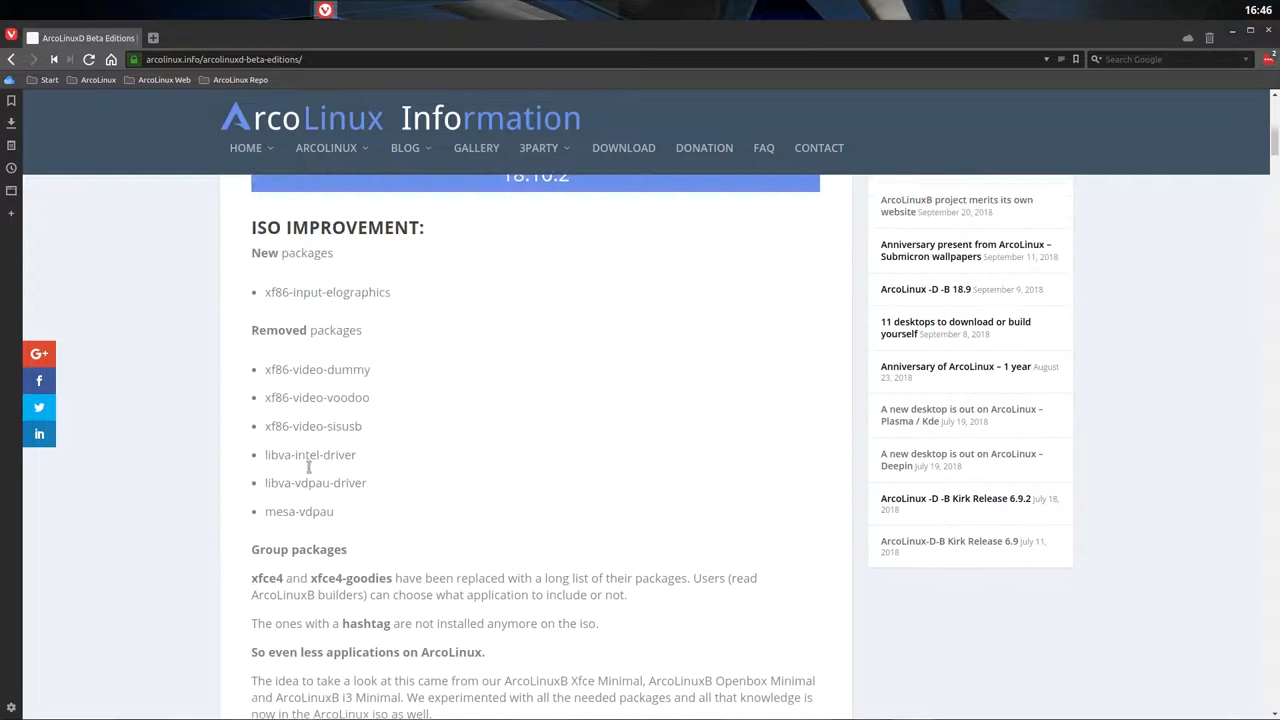 16:46
ArcoLinuxD Beta Editions
arcolinux.info/arcolinuxd-beta-editions/
Search Google
2
Start ArcoLinux ArcoLinux Web ArcoLinux Repo
ArcoLinux Information
HOME ARCOLINUX BLOG GALLERY 3PARTY DOWNLOAD DONATION FAQ CONTACT
18.10.2
ISO IMPROVEMENT:
New packages
• xf86-input-elographics
Removed packages
• xf86-video-dummy
• xf86-video-voodoo
• xf86-video-sisusb
• libva-intel-driver
• libva-vdpau-driver
• mesa-vdpau
Group packages
xfce4 and xfce4-goodies have been replaced with a long list of their packages. Users (read
ArcoLinuxB builders) can choose what application to include or not.
The ones with a hashtag are not installed anymore on the iso.
So even less applications on ArcoLinux.
The idea to take a look at this came from our ArcoLinuxB Xfce Minimal, ArcoLinuxB Openbox Minimal
and ArcoLinuxB i3 Minimal. We experimented with all the needed packages and all that knowledge is
now in the ArcoLinux iso as well.
ArcoLinuxB project merits its own
website September 20, 2018
Anniversary present from ArcoLinux –
Submicron wallpapers September 11, 2018
ArcoLinux -D -B 18.9 September 9, 2018
11 desktops to download or build
yourself September 8, 2018
Anniversary of ArcoLinux – 1 year August
23, 2018
A new desktop is out on ArcoLinux –
Plasma / Kde July 19, 2018
A new desktop is out on ArcoLinux –
Deepin July 19, 2018
ArcoLinux -D -B Kirk Release 6.9.2 July 18,
2018
ArcoLinux-D-B Kirk Release 6.9 July 11,
2018
G+
f
in